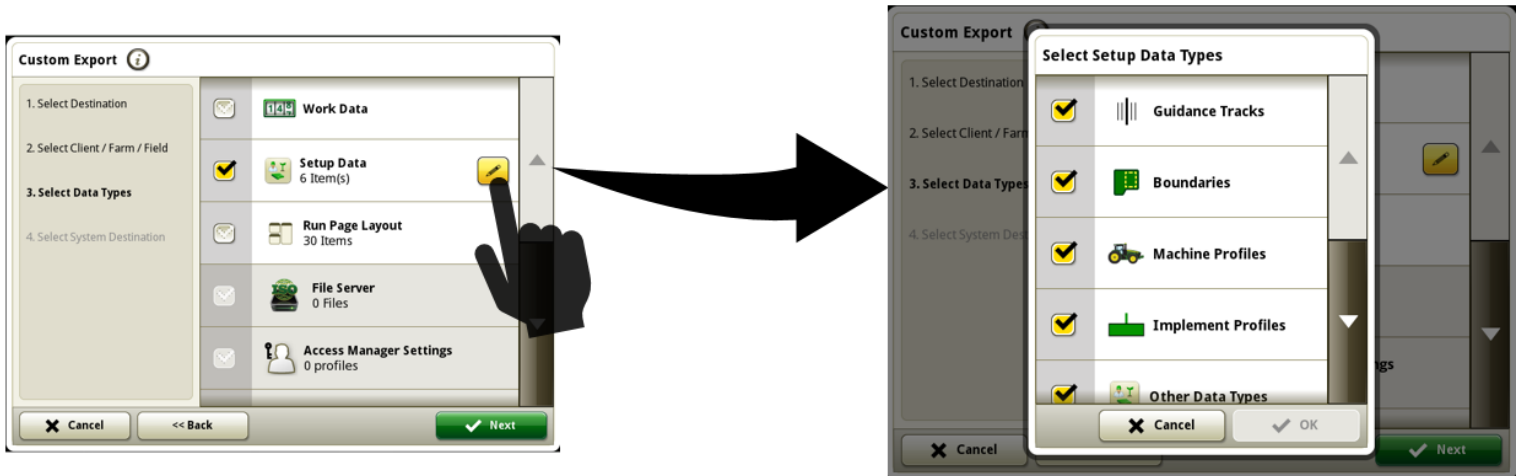 Custom Export
1. Select Destination
2. Select Client / Farm / Field
3. Select Data Types
4. Select System Destination
Work Data
Setup Data
6 Item(s)
Run Page Layout
30 Items
File Server
0 Files
Access Manager Settings
0 profiles
Cancel
<< Back
Next
Custom Export
1. Select Destination
2. Select Client / Farm
3. Select Data Types
4. Select System Dest
Select Setup Data Types
Guidance Tracks
Boundaries
Machine Profiles
Implement Profiles
Other Data Types
ngs
Cancel
OK
Cancel
Next